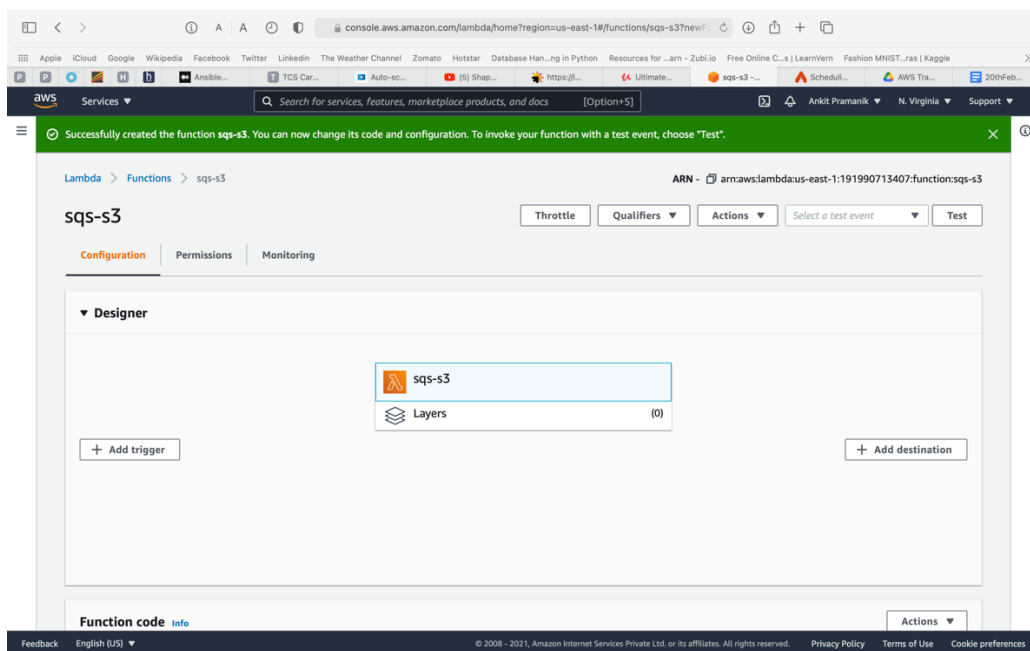 console.aws.amazon.com/lambda/home?region=us-east-1#/functions/sqs-s3?newF
Apple iCloud Google Wikipedia Facebook Twitter Linkedin The Weather Channel Zomato Hotstar Database Han...ng in Python Resources for ...arn - Zubi.io Free Online C...s | LearnVern Fashion MNIST...ras | Kaggle
Ansible... TCS Car... Auto-sc... (5) Shap... https://l... Ultimate... sqs-s3 -... Scheduli... AWS Tra... 20thFeb...
aws Services ▼ Search for services, features, marketplace products, and docs [Option+S] Ankit Pramanik ▼ N. Virginia ▼ Support ▼
Successfully created the function sqs-s3. You can now change its code and configuration. To invoke your function with a test event, choose "Test".
Lambda > Functions > sqs-s3 ARN - arn:aws:lambda:us-east-1:191990713407:function:sqs-s3
sqs-s3 Throttle Qualifiers ▼ Actions ▼ Select a test event ▼ Test
Configuration Permissions Monitoring
▼ Designer
sqs-s3
Layers (0)
+ Add trigger + Add destination
Function code Info Actions ▼
Feedback English (US) ▼ © 2008 - 2021, Amazon Internet Services Private Ltd. or its affiliates. All rights reserved. Privacy Policy Terms of Use Cookie preferences